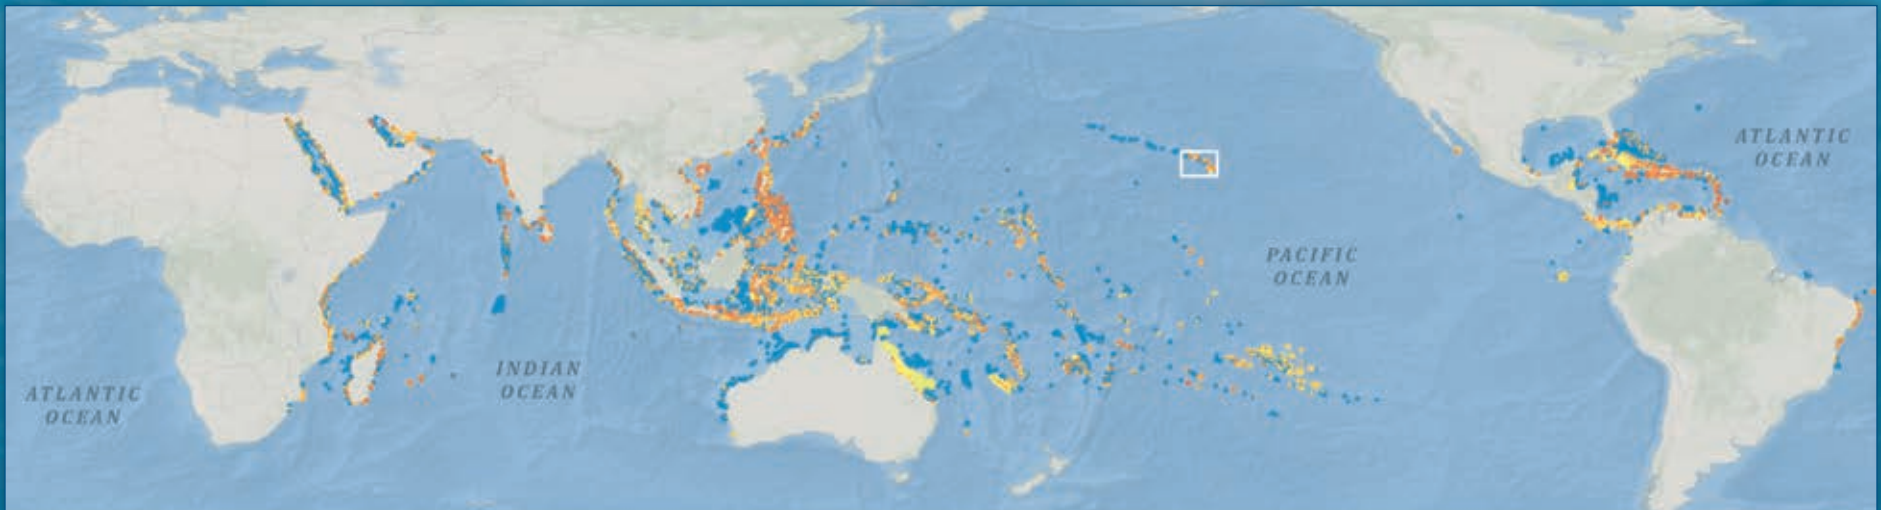 ATLANTIC
OCEAN
PACIFIC
OCEAN
INDIAN
OCEAN
ATLANTIC
OCEAN